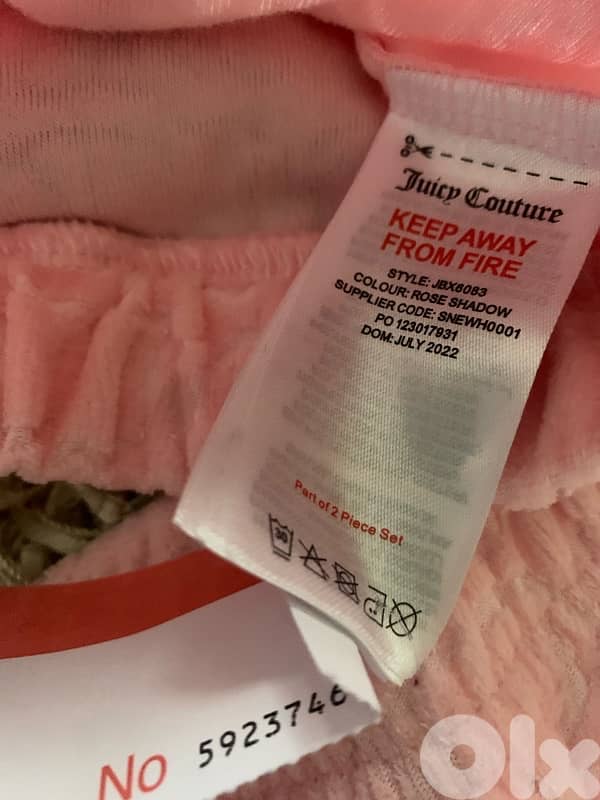 Juicy Couture
KEEP AWAY
FROM FIRE
STYLE: JBX6083
COLOUR: ROSE SHADOW
SUPPLIER CODE: SNEWH0001
PO 123017931
DOM: JULY 2022
Part of 2 Piece Set
30
No 5923746
OLX